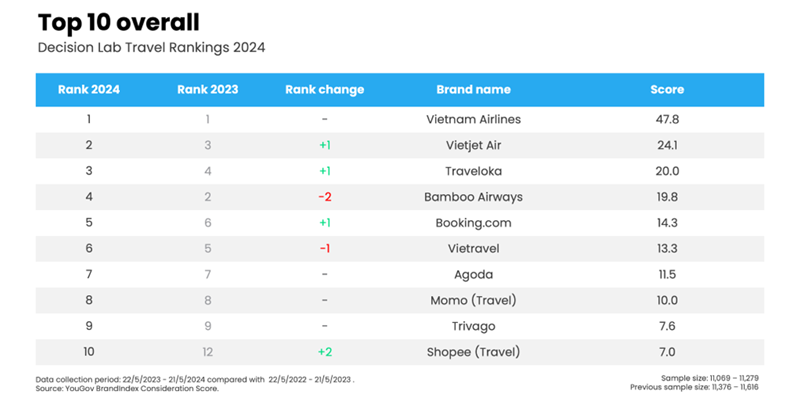 Top 10 overall
Decision Lab Travel Rankings 2024
Rank 2024 Rank 2023 Rank change Brand name Score
1 1 - Vietnam Airlines 47.8
2 3 +1 Vietjet Air 24.1
3 4 +1 Traveloka 20.0
4 2 -2 Bamboo Airways 19.8
5 6 +1 Booking.com 14.3
6 5 -1 Vietravel 13.3
7 7 - Agoda 11.5
8 8 - Momo (Travel) 10.0
9 9 - Trivago 7.6
10 12 +2 Shopee (Travel) 7.0
Data collection period: 22/5/2023 - 21/5/2024 compared with 22/5/2022 - 21/5/2023 .
Source: YouGov BrandIndex Consideration Score.
Sample size: 11,069 – 11,279
Previous sample size: 11,376 – 11,616